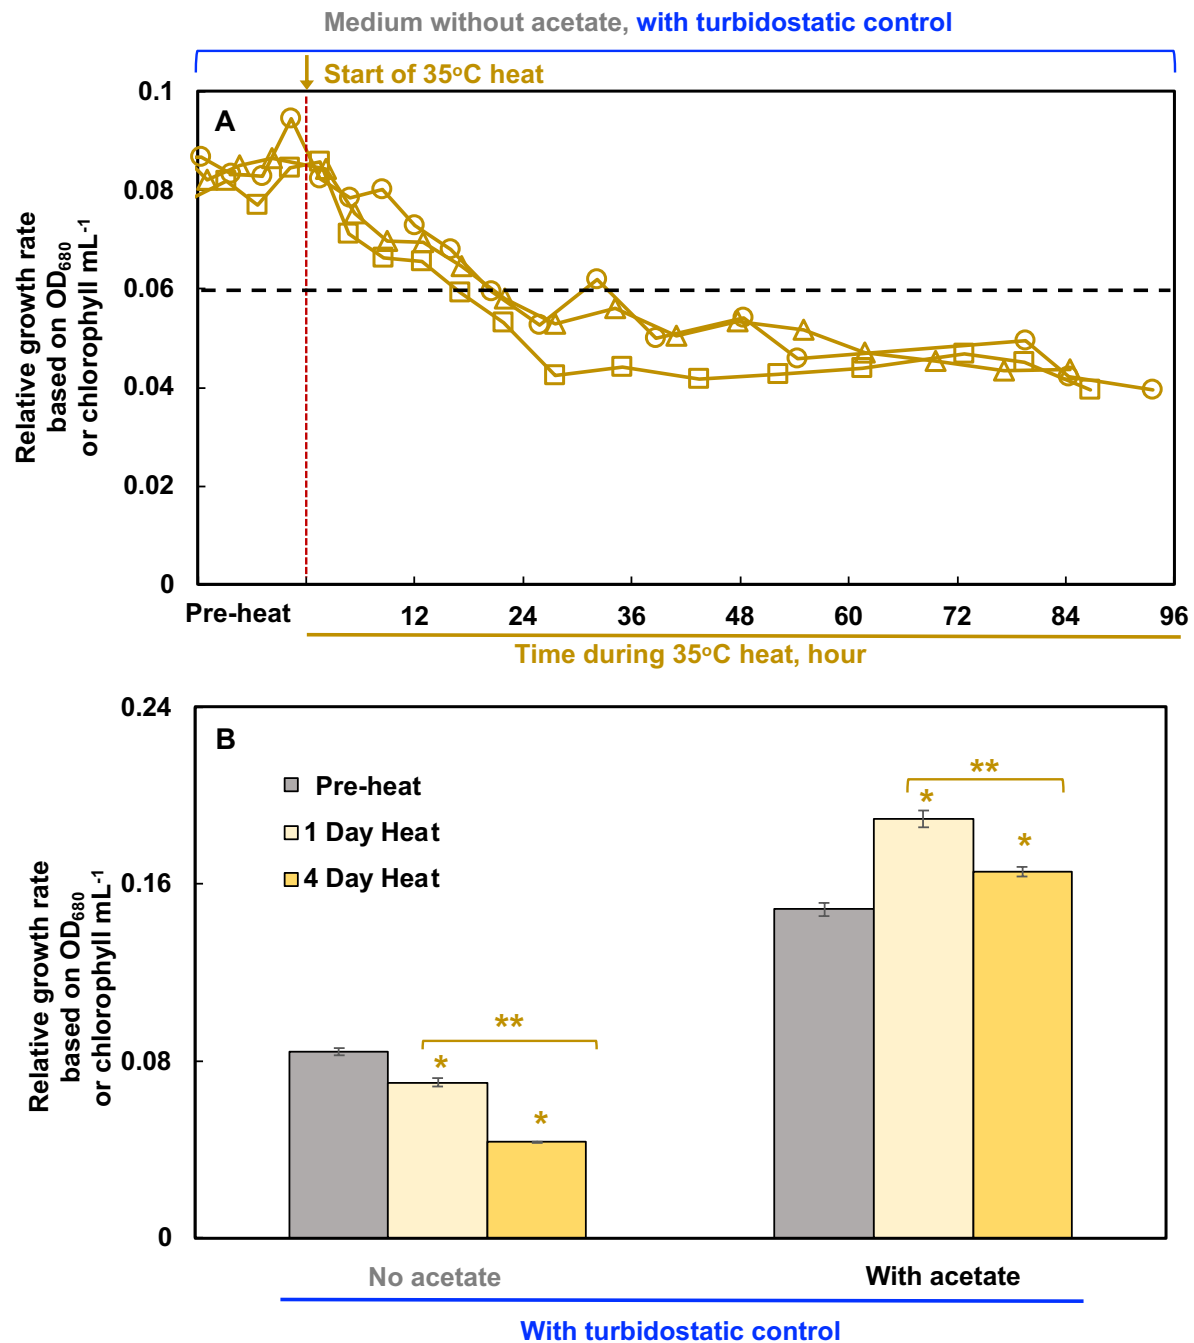 Medium without acetate, with turbidostatic control
Start of 35°C heat
A
0.1
0.08
0.06
0.04
0.02
0
Relative growth rate
based on OD680
or chlorophyll mL-1
Pre-heat 12 24 36 48 60 72 84 96
Time during 35°C heat, hour
B
0.24
0.16
0.08
0
Relative growth rate
based on OD680
or chlorophyll mL-1
Pre-heat
1 Day Heat
4 Day Heat
**
*
*
**
*
*
No acetate With acetate
With turbidostatic control